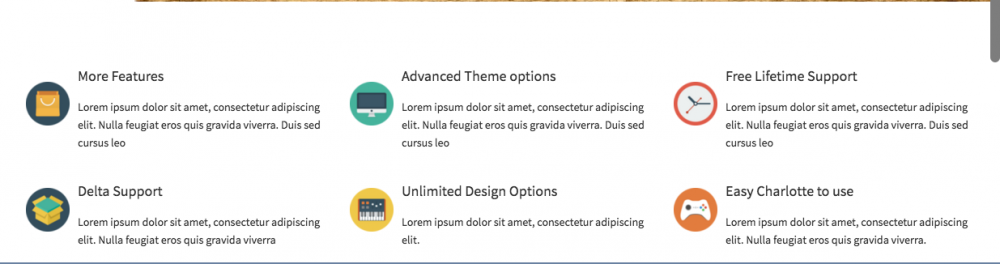 More Features
Lorem ipsum dolor sit amet, consectetur adipiscing
elit. Nulla feugiat eros quis gravida viverra. Duis sed
cursus leo
Advanced Theme options
Lorem ipsum dolor sit amet, consectetur adipiscing
elit. Nulla feugiat eros quis gravida viverra. Duis sed
cursus leo
Free Lifetime Support
Lorem ipsum dolor sit amet, consectetur adipiscing
elit. Nulla feugiat eros quis gravida viverra. Duis sed
cursus leo
Delta Support
Lorem ipsum dolor sit amet, consectetur adipiscing
elit. Nulla feugiat eros quis gravida viverra
Unlimited Design Options
Lorem ipsum dolor sit amet, consectetur adipiscing
elit.
Easy Charlotte to use
Lorem ipsum dolor sit amet, consectetur adipiscing
elit. Nulla feugiat eros quis gravida viverra.